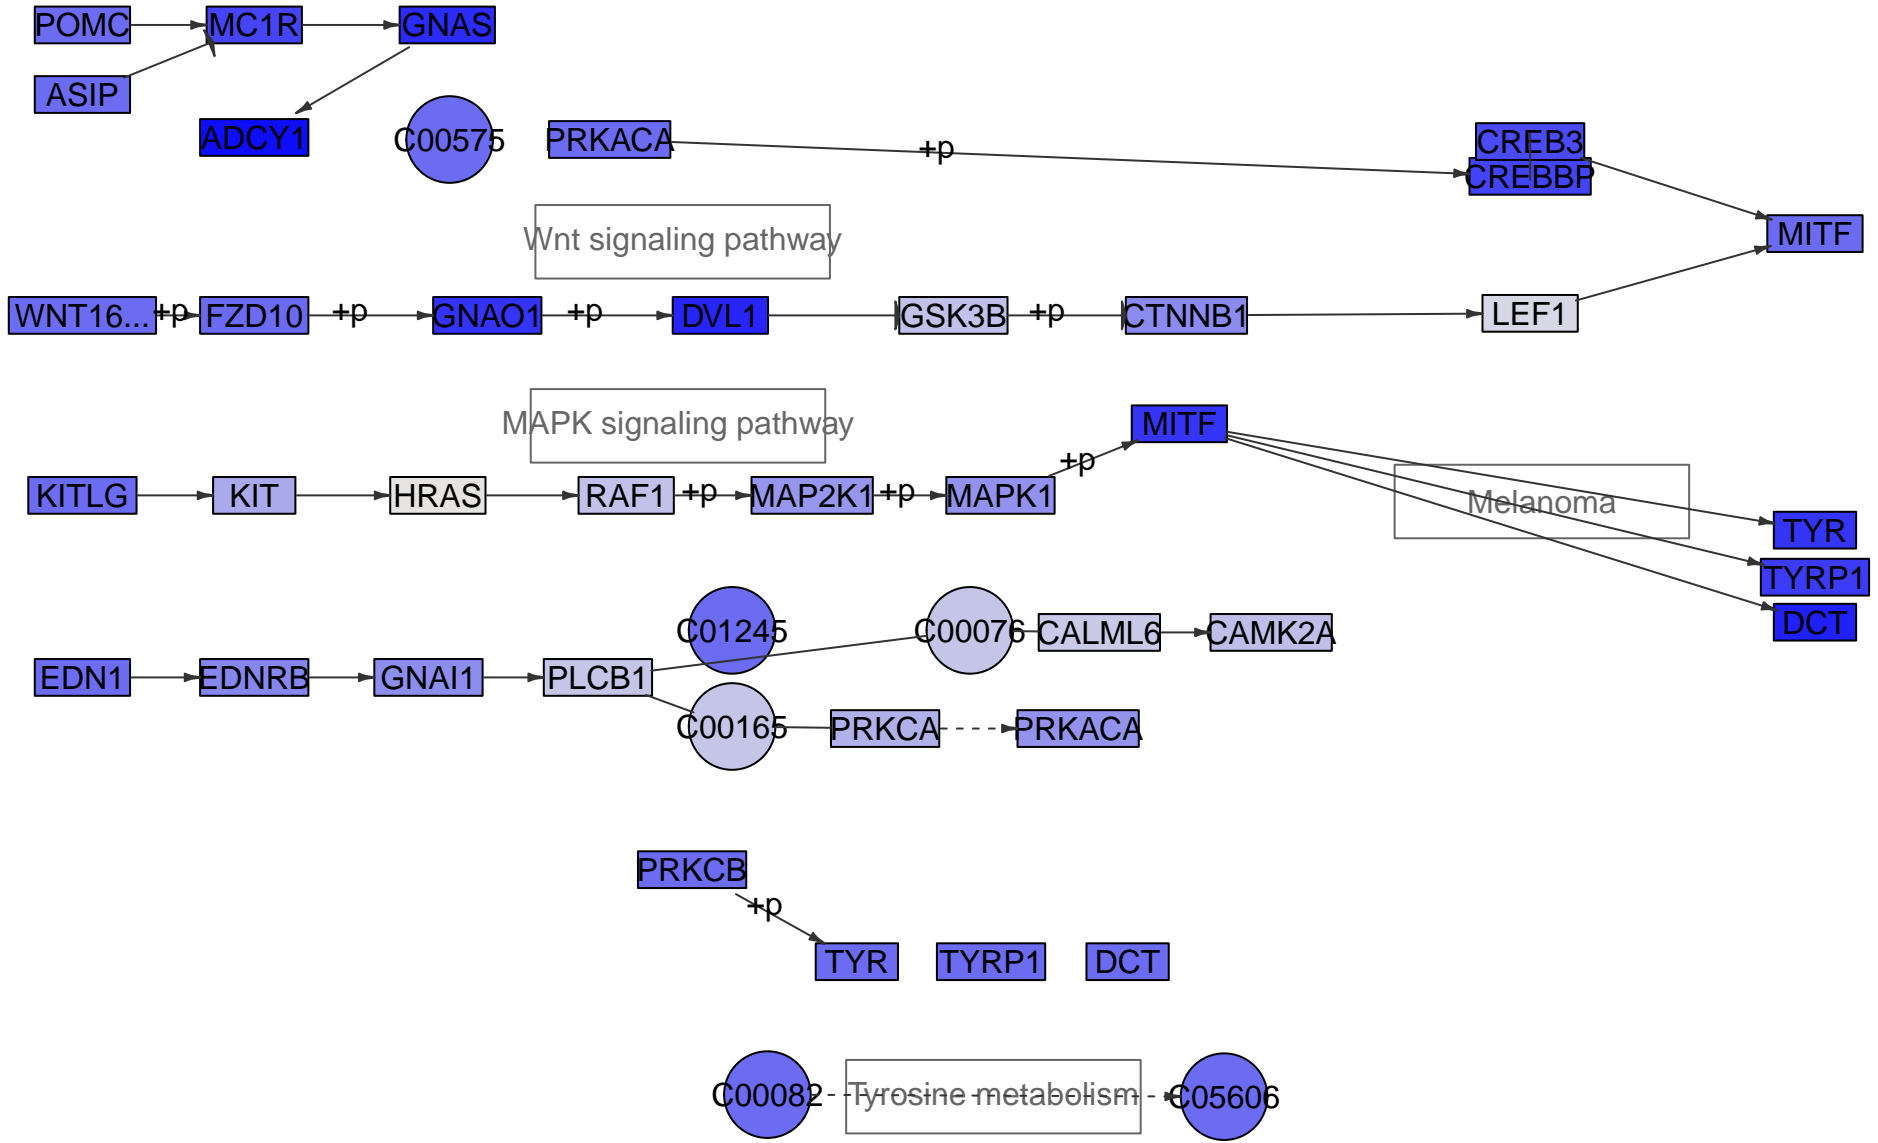 POMC MC1R GNAS
ASIP
ADCY1 C00575 PRKACA +p CREB3
CREBBP
Wnt signaling pathway MITF
WNT16... +p FZD10 +p GNAO1 +p DVL1 GSK3B +p CTNNB1 LEF1
MAPK signaling pathway MITF
+p
KITLG KIT HRAS RAF1 +p MAP2K1 +p MAPK1 Melanoma
TYR
TYRP1
C01245 C00076 CALML6 CAMK2A DCT
EDN1 EDNRB GNAI1 PLCB1
C00165 PRKCA PRKACA
PRKCB
+p
TYR TYRP1 DCT
C00082 Tyrosine metabolism C05606